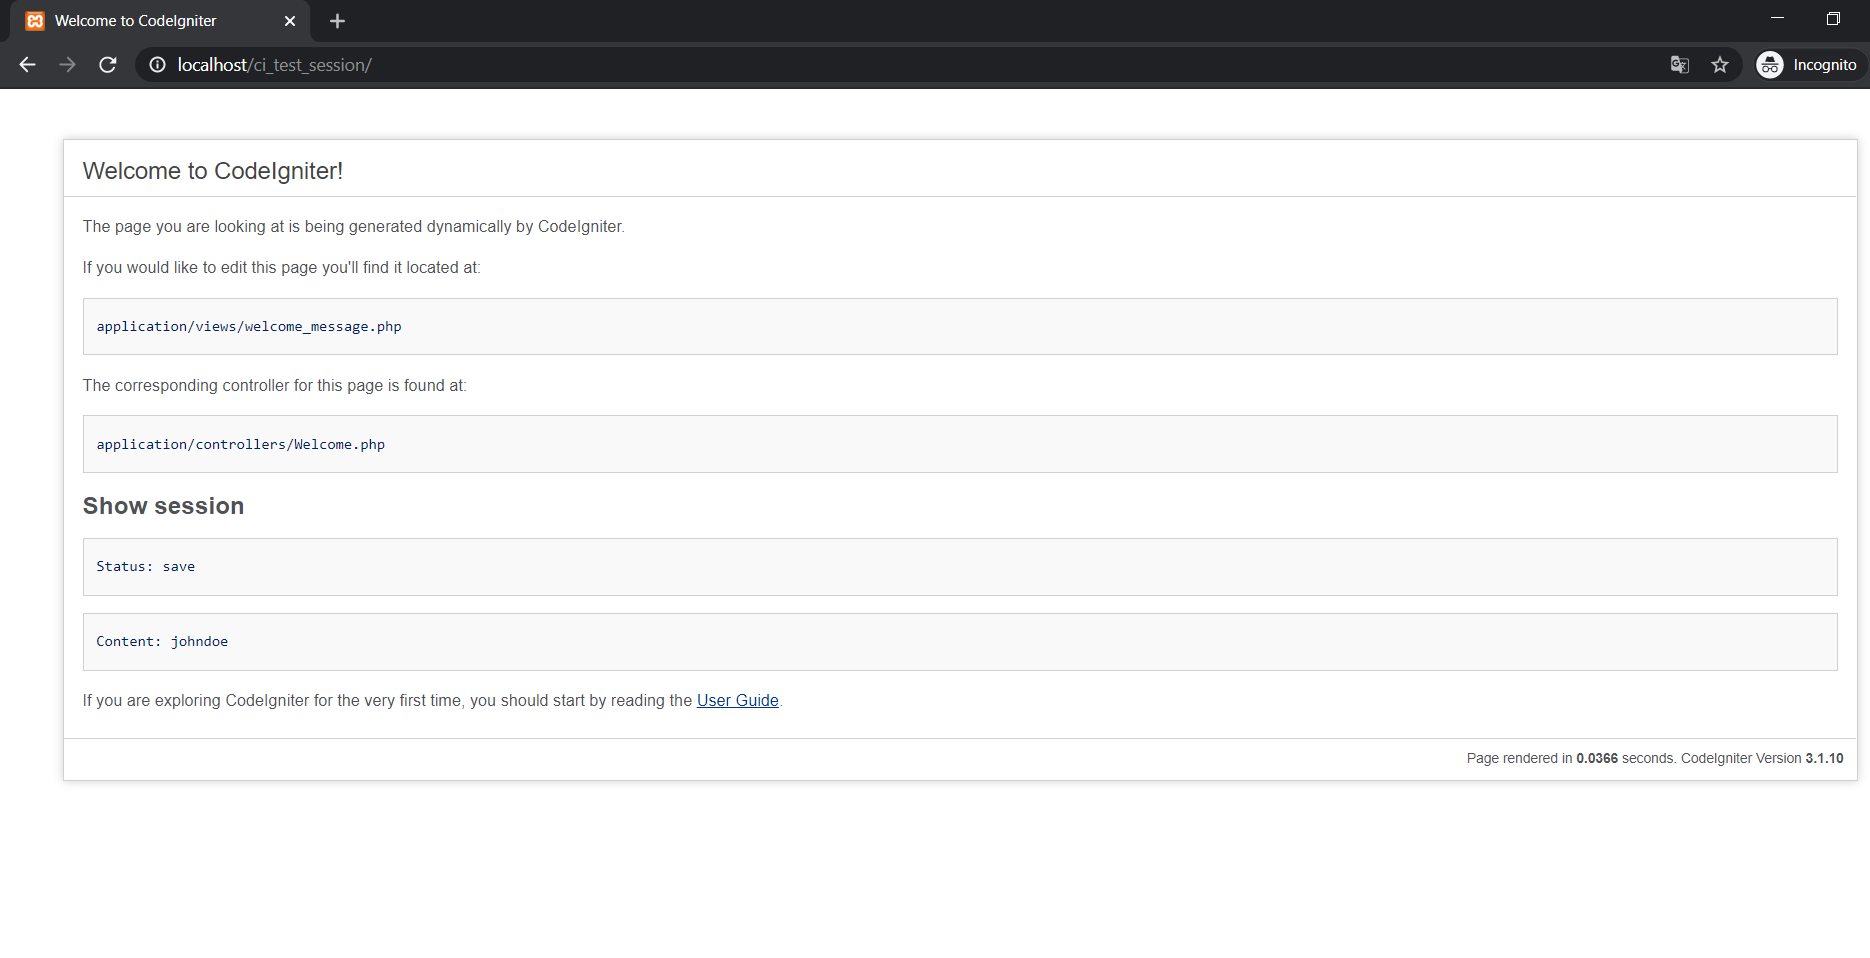 Welcome to CodeIgniter
localhost/ci_test_session/
Incognito
Welcome to CodeIgniter!
The page you are looking at is being generated dynamically by CodeIgniter.
If you would like to edit this page you'll find it located at:
application/views/welcome_message.php
The corresponding controller for this page is found at:
application/controllers/Welcome.php
Show session
Status: save
Content: johndoe
If you are exploring CodeIgniter for the very first time, you should start by reading the User Guide.
Page rendered in 0.0366 seconds. CodeIgniter Version 3.1.10